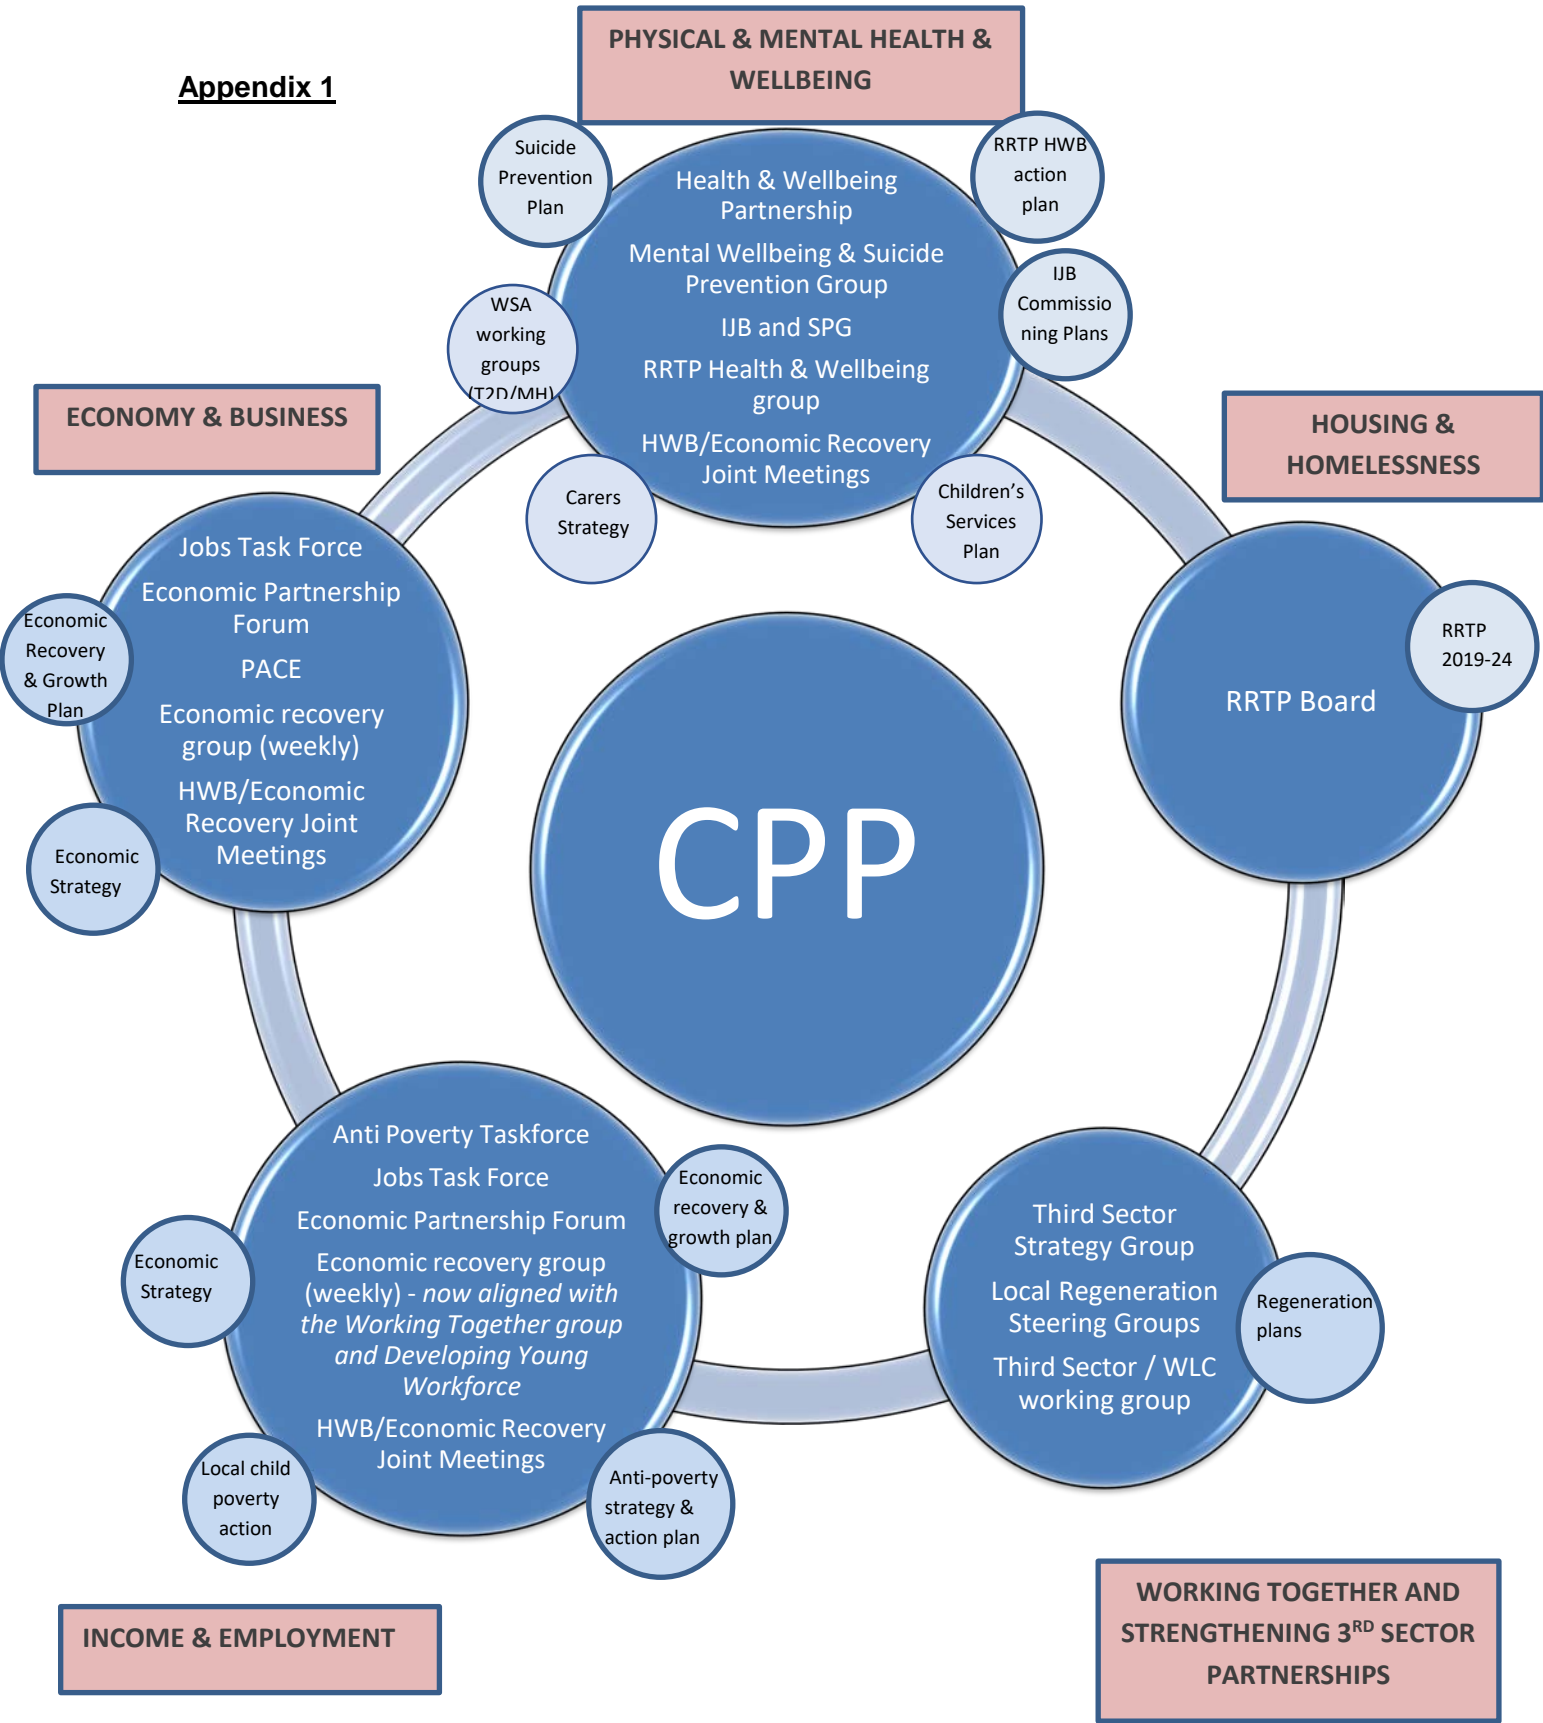 Appendix 1
PHYSICAL & MENTAL HEALTH &
WELLBEING
Suicide
Prevention
Plan
RRTP HWB
action
plan
Health & Wellbeing
Partnership
Mental Wellbeing & Suicide
Prevention Group
IJB and SPG
RRTP Health & Wellbeing
group
HWB/Economic Recovery
Joint Meetings
WSA
working
groups
(T2D/MH)
IJB
Commissio
ning Plans
Carers
Strategy
Children's
Services
Plan
ECONOMY & BUSINESS
Jobs Task Force
Economic Partnership
Forum
PACE
Economic recovery
group (weekly)
HWB/Economic
Recovery Joint
Meetings
Economic
Recovery
& Growth
Plan
Economic
Strategy
HOUSING &
HOMELESSNESS
RRTP Board
RRTP
2019-24
CPP
Anti Poverty Taskforce
Jobs Task Force
Economic Partnership Forum
Economic recovery group
(weekly) - now aligned with
the Working Together group
and Developing Young
Workforce
HWB/Economic Recovery
Joint Meetings
Economic
recovery &
growth plan
Economic
Strategy
Local child
poverty
action
Anti-poverty
strategy &
action plan
INCOME & EMPLOYMENT
Third Sector
Strategy Group
Local Regeneration
Steering Groups
Third Sector / WLC
working group
Regeneration
plans
WORKING TOGETHER AND
STRENGTHENING 3RD SECTOR
PARTNERSHIPS